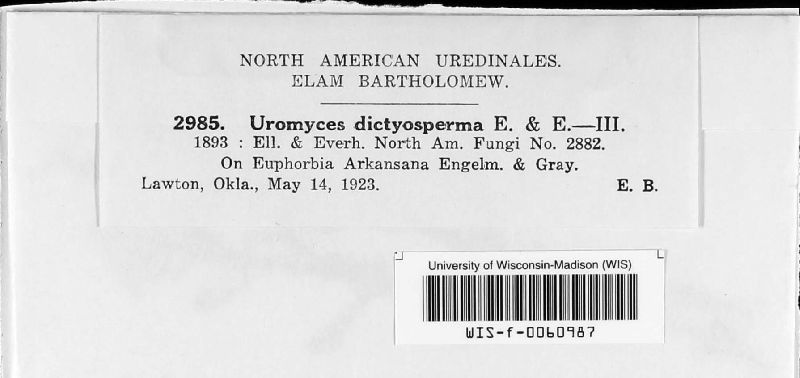 NORTH AMERICAN UREDINALES.
ELAM BARTHOLOMEW.
2985. Uromyces dictyosperma E. & E.—III.
1893 : Ell. & Everh. North Am. Fungi No. 2882.
On Euphorbia Arkansana Engelm. & Gray.
Lawton, Okla., May 14, 1923. E. B.
University of Wisconsin-Madison (WIS)
WIS-f-0060987